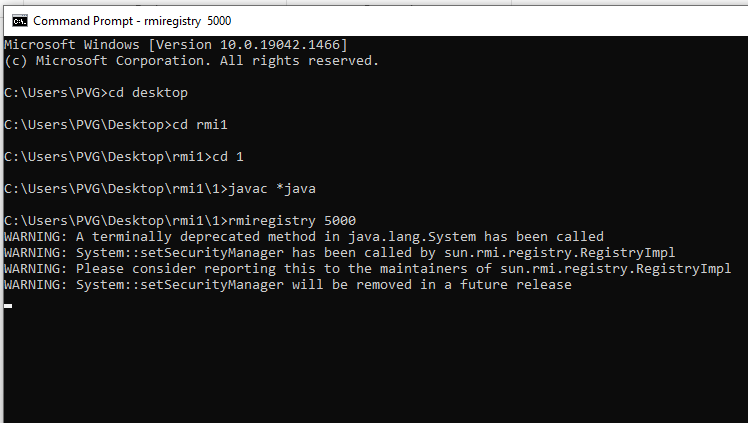 Command Prompt - rmiregistry  5000
Microsoft Windows [Version 10.0.19042.1466]
(c) Microsoft Corporation. All rights reserved.
C:\Users\PVG>cd desktop
C:\Users\PVG\Desktop>cd rmi1
C:\Users\PVG\Desktop\rmi1>cd 1
C:\Users\PVG\Desktop\rmi1\1>javac *java
C:\Users\PVG\Desktop\rmi1\1>rmiregistry 5000
WARNING: A terminally deprecated method in java.lang.System has been called
WARNING: System::setSecurityManager has been called by sun.rmi.registry.RegistryImpl
WARNING: Please consider reporting this to the maintainers of sun.rmi.registry.RegistryImpl
WARNING: System::setSecurityManager will be removed in a future release